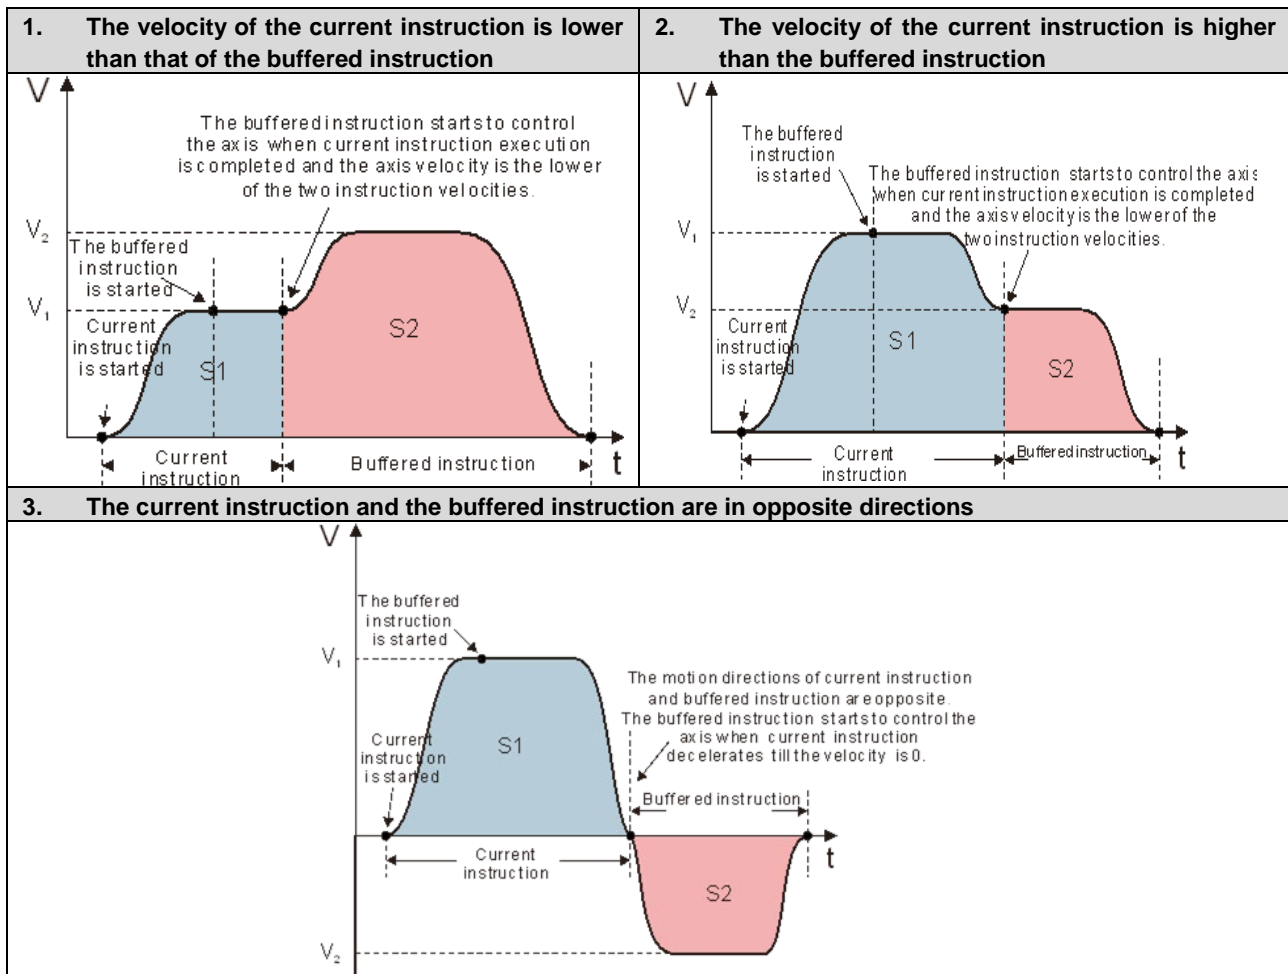 1. The velocity of the current instruction is lower
than that of the buffered instruction
2. The velocity of the current instruction is higher
than the buffered instruction
V
The buffered instruction starts to control
the axis when current instruction execution
is completed and the axis velocity is the lower
of the two instruction velocities.
V2
The buffered
instruction
is started
V1
Current
instruction
is started
S1
S2
t
Current
instruction
Buffered instruction
V
The buffered
instruction
is started
The buffered instruction starts to control the axis
when current instruction execution is completed
and the axis velocity is the lower of the
two instruction velocities.
V1
V2
Current
instruction
is started
S1
S2
t
Current
instruction
Buffered instruction
3. The current instruction and the buffered instruction are in opposite directions
V
The buffered
instruction
is started
V1
The motion directions of current instruction
and buffered instruction are opposite.
The buffered instruction starts to control the
axis when current instruction
decelerates till the velocity is 0.
Current
instruction
is started
S1
Buffered instruction
t
Current
instruction
S2
V2